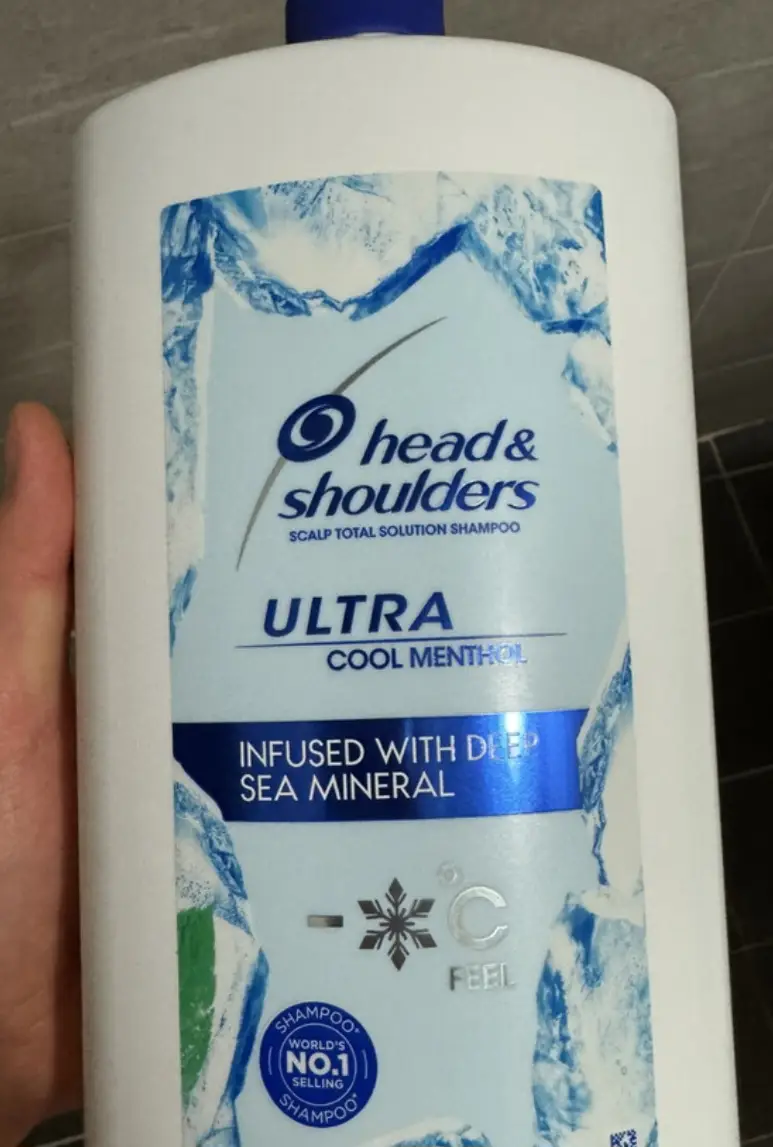 head &
shoulders
SCALP TOTAL SOLUTION SHAMPOO
ULTRA
COOL MENTHOL
INFUSED WITH DEEP
SEA MINERAL
- °C
FEEL
SHAMPOO*
WORLD'S
NO.1
SELLING
SHAMPOO*